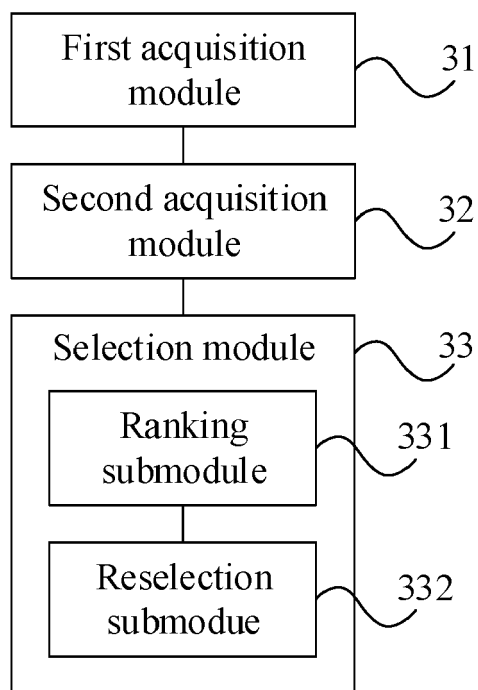 First acquisition
module
31
Second acquisition
module
32
Selection module
33
Ranking
submodule
331
Reselection
submodue
332